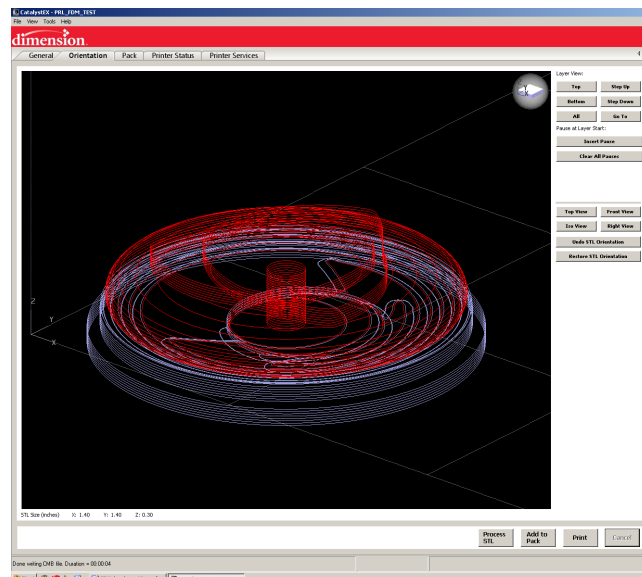 CatalystEX - PRL_FDM_TEST
File View Tools Help
dimension
General Orientation Pack Printer Status Printer Services
Layer View:
Top Step Up
Bottom Step Down
All Go To
Pause at Layer Start:
Insert Pause
Clear All Pauses
Top View Front View
Iso View Right View
Undo STL Orientation
Restore STL Orientation
Y
X
Z
Y
X
STL Size (inches) X: 1.40 Y: 1.40 Z: 0.30
Process STL Add to Pack Print Cancel
Done writing CMB file. Duration = 00:00:04